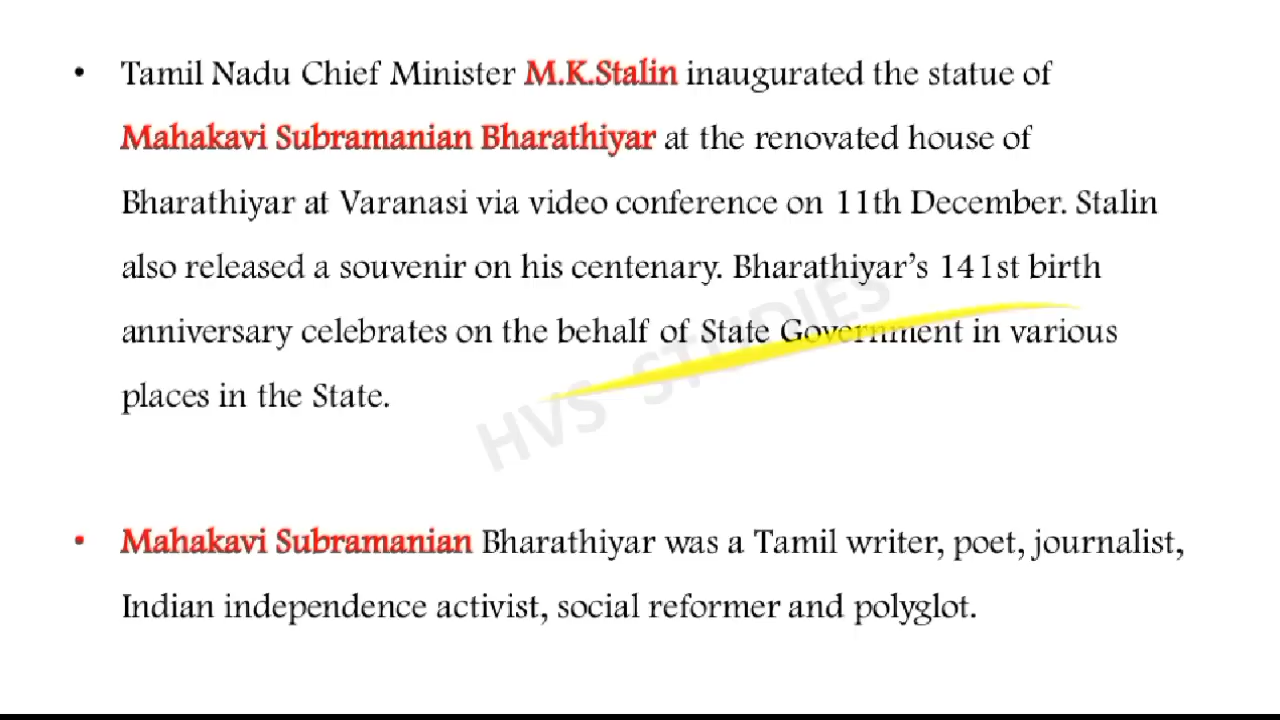 • Tamil Nadu Chief Minister M.K.Stalin inaugurated the statue of
Mahakavi Subramanian Bharathiyar at the renovated house of
Bharathiyar at Varanasi via video conference on 11th December. Stalin
also released a souvenir on his centenary. Bharathiyar’s 141st birth
anniversary celebrates on the behalf of State Government in various
places in the State.
HVS STUDIES
• Mahakavi Subramanian Bharathiyar was a Tamil writer, poet, journalist,
Indian independence activist, social reformer and polyglot.